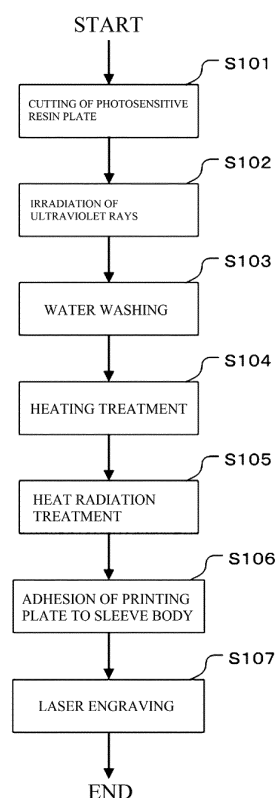 START
S101
CUTTING OF PHOTOSENSITIVE
RESIN PLATE
S102
IRRADIATION OF
ULTRAVIOLET RAYS
S103
WATER WASHING
S104
HEATING TREATMENT
S105
HEAT RADIATION
TREATMENT
S106
ADHESION OF PRINTING
PLATE TO SLEEVE BODY
S107
LASER ENGRAVING
END